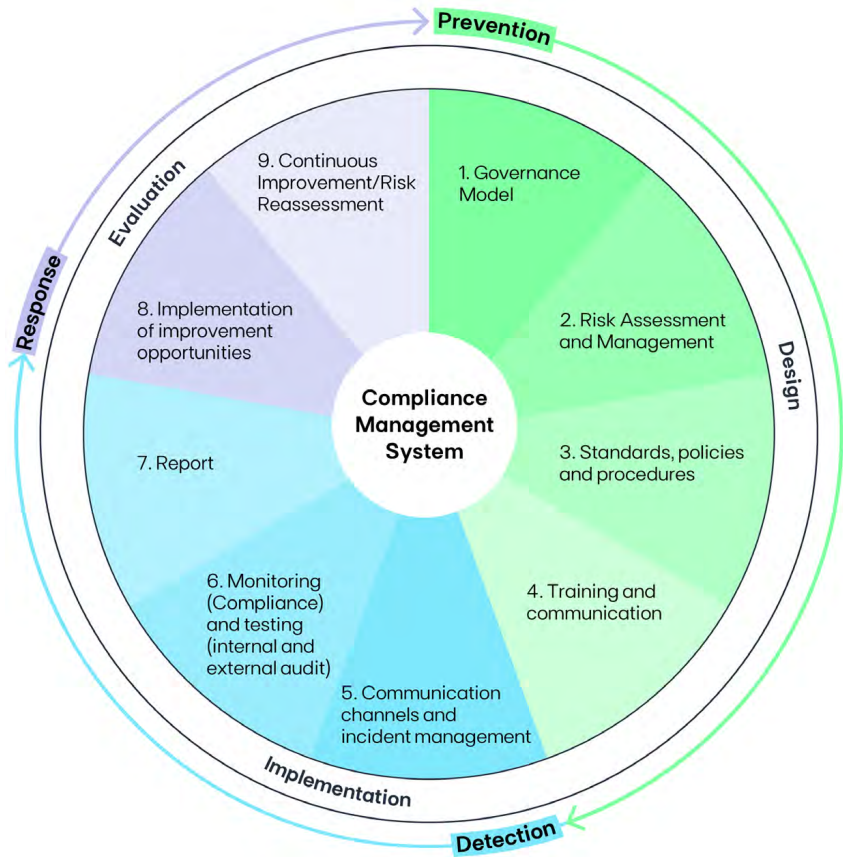 Prevention
Design
Detection
Implementation
Response
Evaluation
1. Governance
Model
2. Risk Assessment
and Management
3. Standards, policies
and procedures
4. Training and
communication
5. Communication
channels and
incident management
6. Monitoring
(Compliance)
and testing
(internal and
external audit)
7. Report
8. Implementation
of improvement
opportunities
9. Continuous
Improvement/Risk
Reassessment
Compliance
Management
System